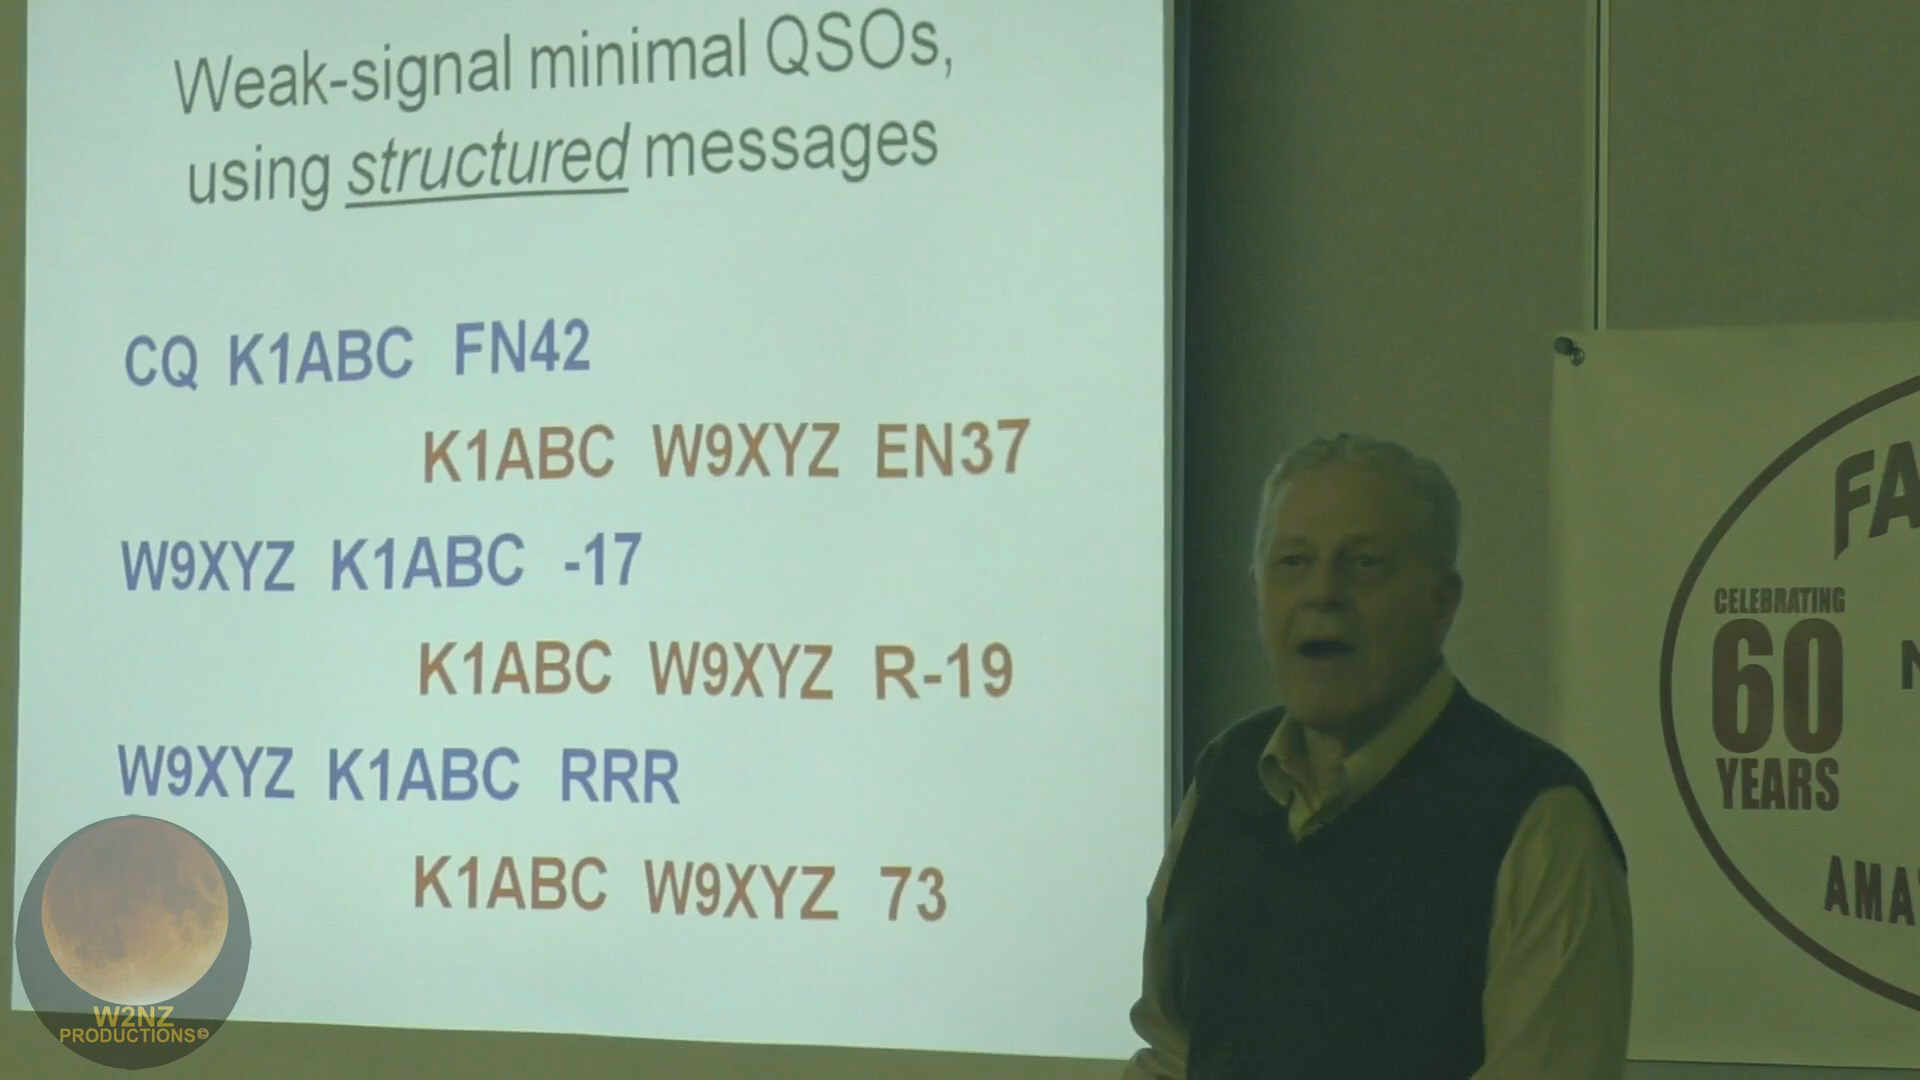 Weak-signal minimal QSOs,
using structured messages
CQ K1ABC FN42
K1ABC W9XYZ EN37
W9XYZ K1ABC -17
K1ABC W9XYZ R-19
W9XYZ K1ABC RRR
K1ABC W9XYZ 73
W2NZ
PRODUCTIONS©
CELEBRATING
60
YEARS